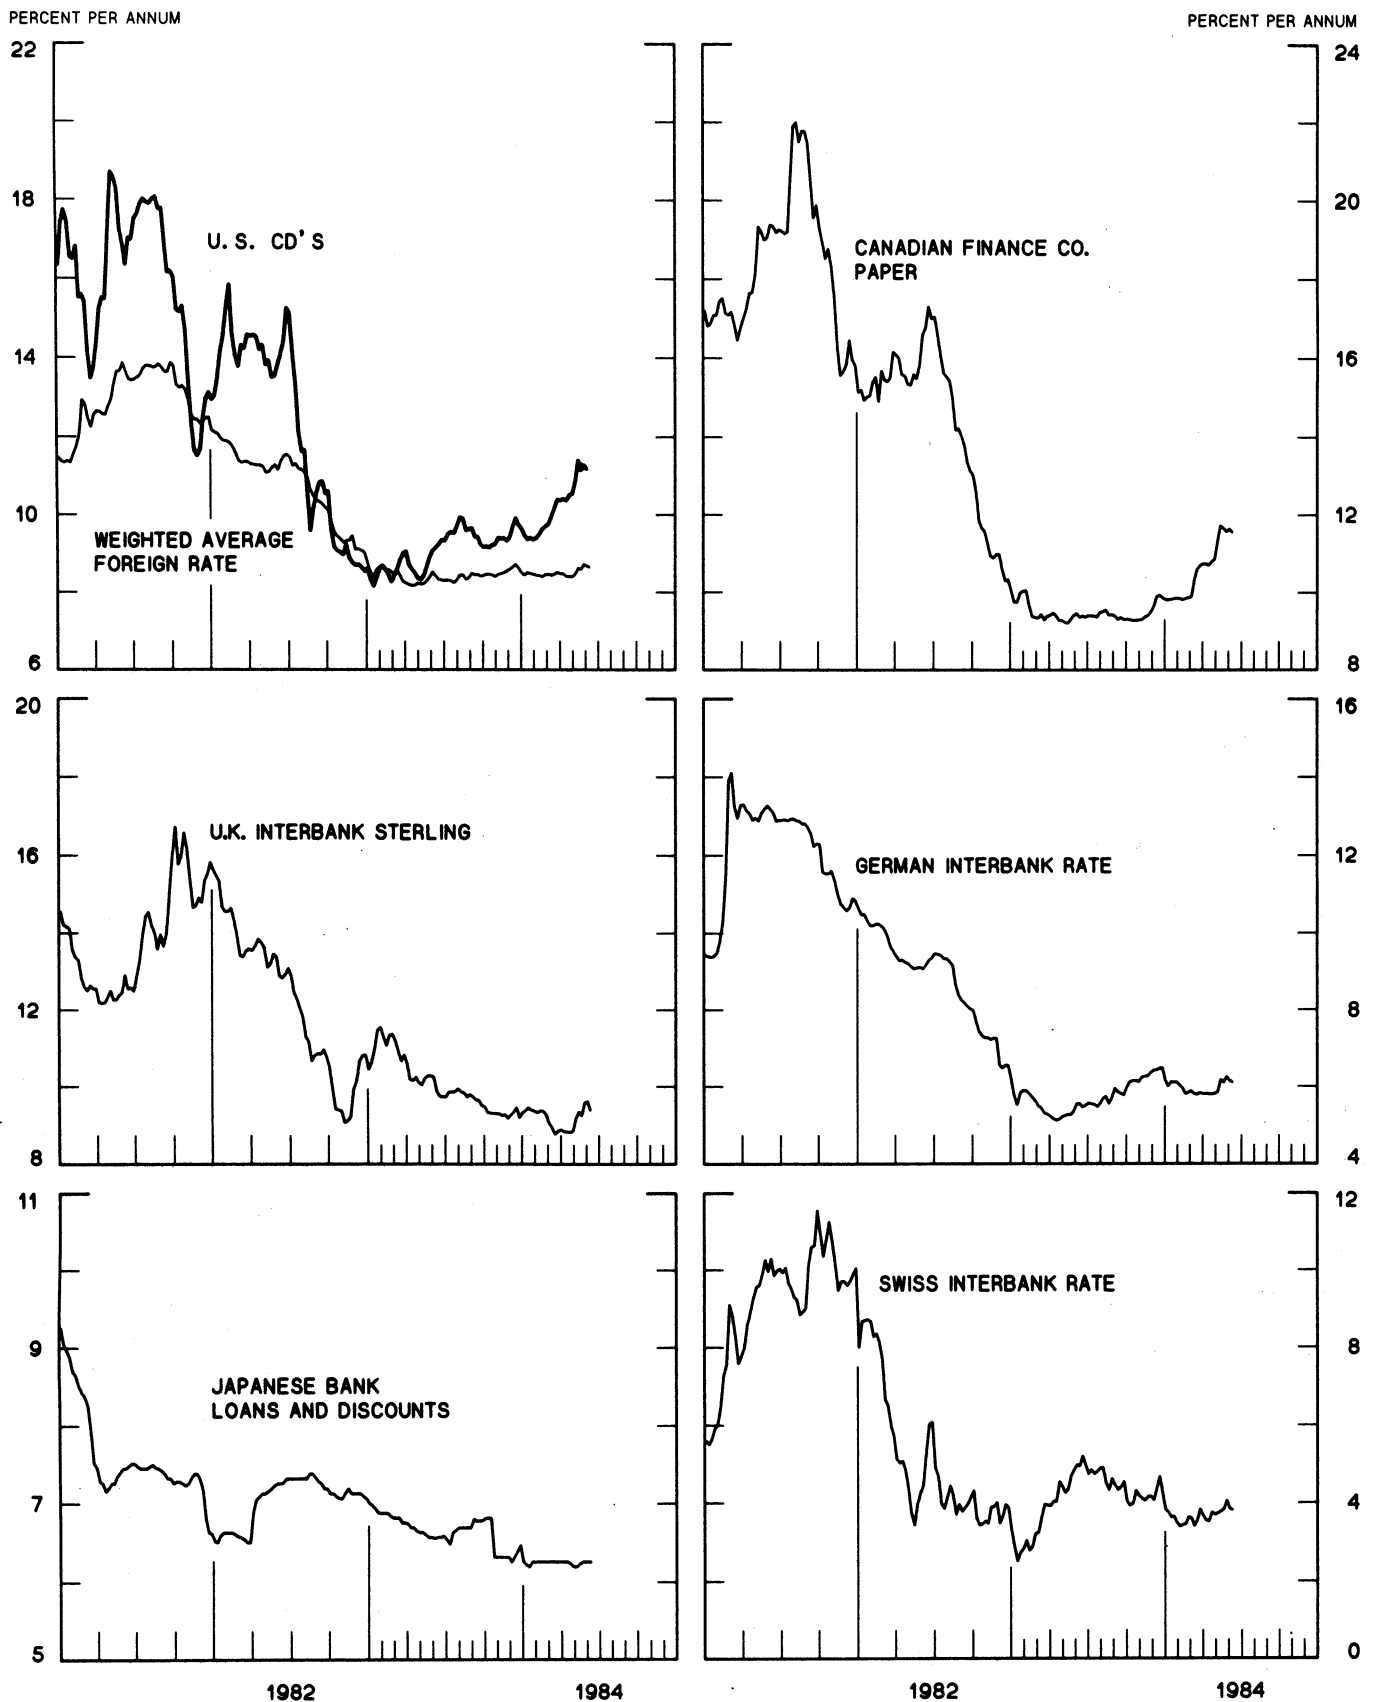 PERCENT PER ANNUM
PERCENT PER ANNUM
22
18
14
10
6
U. S. CD'S
WEIGHTED AVERAGE
FOREIGN RATE
24
20
16
12
8
CANADIAN FINANCE CO.
PAPER
20
16
12
8
U.K. INTERBANK STERLING
16
12
8
4
GERMAN INTERBANK RATE
11
9
7
5
JAPANESE BANK
LOANS AND DISCOUNTS
1982
1984
12
8
4
0
SWISS INTERBANK RATE
1982
1984